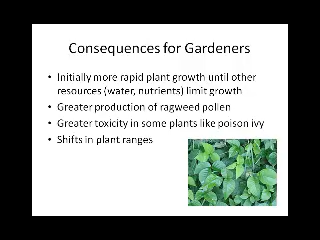 Consequences for Gardeners
• Initially more rapid plant growth until other
resources (water, nutrients) limit growth
• Greater production of ragweed pollen
• Greater toxicity in some plants like poison ivy
• Shifts in plant ranges